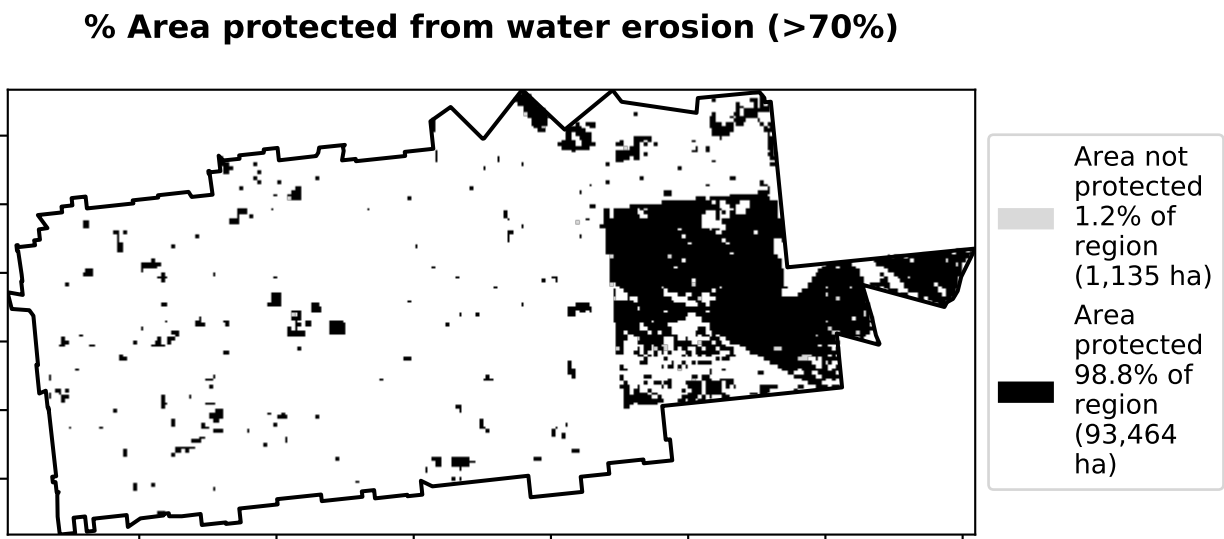 % Area protected from water erosion (>70%)
Area not
protected
1.2% of
region
(1,135 ha)
Area
protected
98.8% of
region
(93,464
ha)